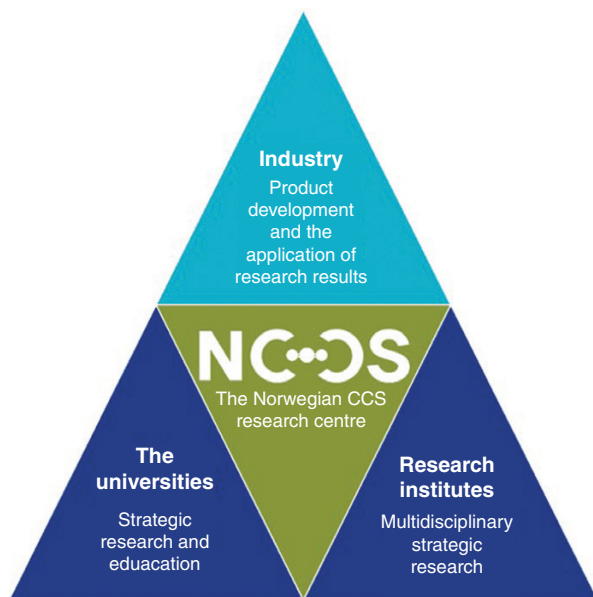 Industry
Product
development
and the
application of
research results
NCCS
The Norwegian CCS
research centre
The
universities
Strategic
research and
eduacation
Research
institutes
Multidisciplinary
strategic
research